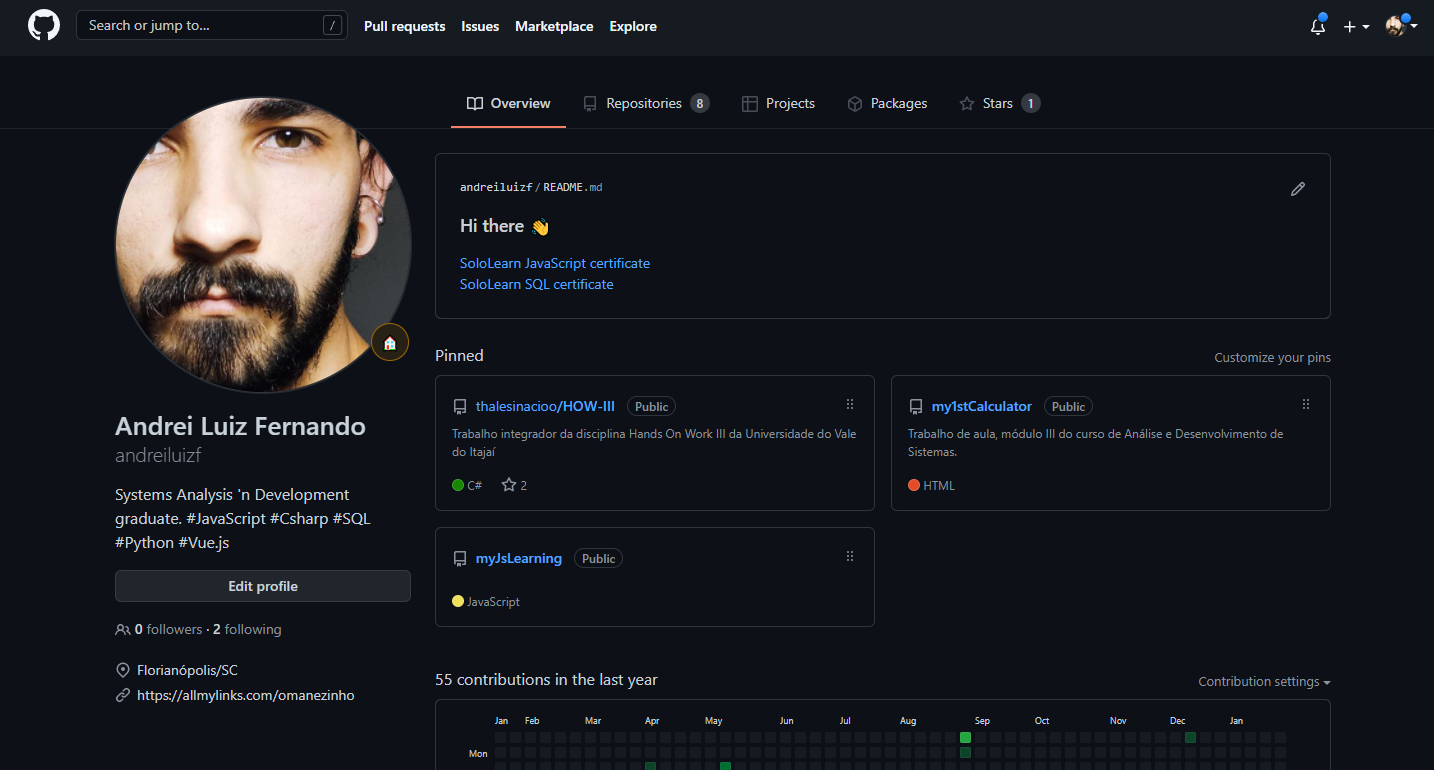 Search or jump to...
/
Pull requests
Issues
Marketplace
Explore
Overview
Repositories 8
Projects
Packages
Stars 1
andreiluizf/README.md
Hi there 👋
SoloLearn JavaScript certificate
SoloLearn SQL certificate
Andrei Luiz Fernando
andreiluizf
Systems Analysis 'n Development
graduate. #JavaScript #Csharp #SQL
#Python #Vue.js
Edit profile
0 followers · 2 following
Florianópolis/SC
https://allmylinks.com/omanezinho
Pinned
Customize your pins
thalesinacioo/HOW-III Public
Trabalho integrador da disciplina Hands On Work III da Universidade do Vale
do Itajaí
C# 2
my1stCalculator Public
Trabalho de aula, módulo III do curso de Análise e Desenvolvimento de
Sistemas.
HTML
myJsLearning Public
JavaScript
55 contributions in the last year
Contribution settings
Jan Feb Mar Apr May Jun Jul Aug Sep Oct Nov Dec Jan
Mon